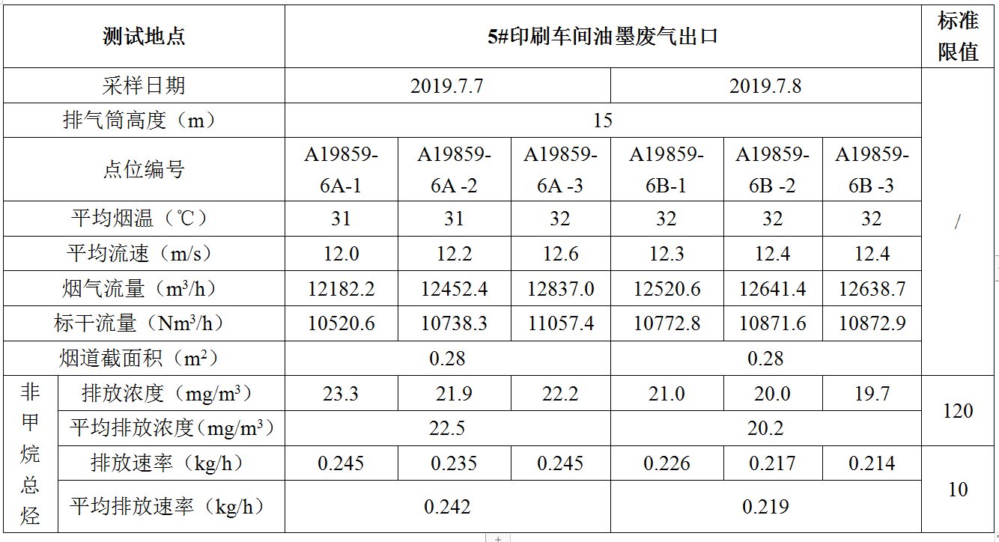 测试地点 5#印刷车间油墨废气出口 标准
限值
采样日期 2019.7.7 2019.7.8
排气筒高度（m） 15
点位编号 A19859- A19859- A19859- A19859- A19859- A19859-
6A-1 6A -2 6A -3 6B-1 6B -2 6B -3
平均烟温（℃） 31 31 32 32 32 32 /
平均流速（m/s） 12.0 12.2 12.6 12.3 12.4 12.4
烟气流量（m³/h） 12182.2 12452.4 12837.0 12520.6 12641.4 12638.7
标干流量（Nm³/h） 10520.6 10738.3 11057.4 10772.8 10871.6 10872.9
烟道截面积（m²） 0.28 0.28
非甲烷总烃 排放浓度（mg/m³） 23.3 21.9 22.2 21.0 20.0 19.7 120
平均排放浓度（mg/m³） 22.5 20.2
排放速率（kg/h） 0.245 0.235 0.245 0.226 0.217 0.214 10
平均排放速率（kg/h） 0.242 0.219